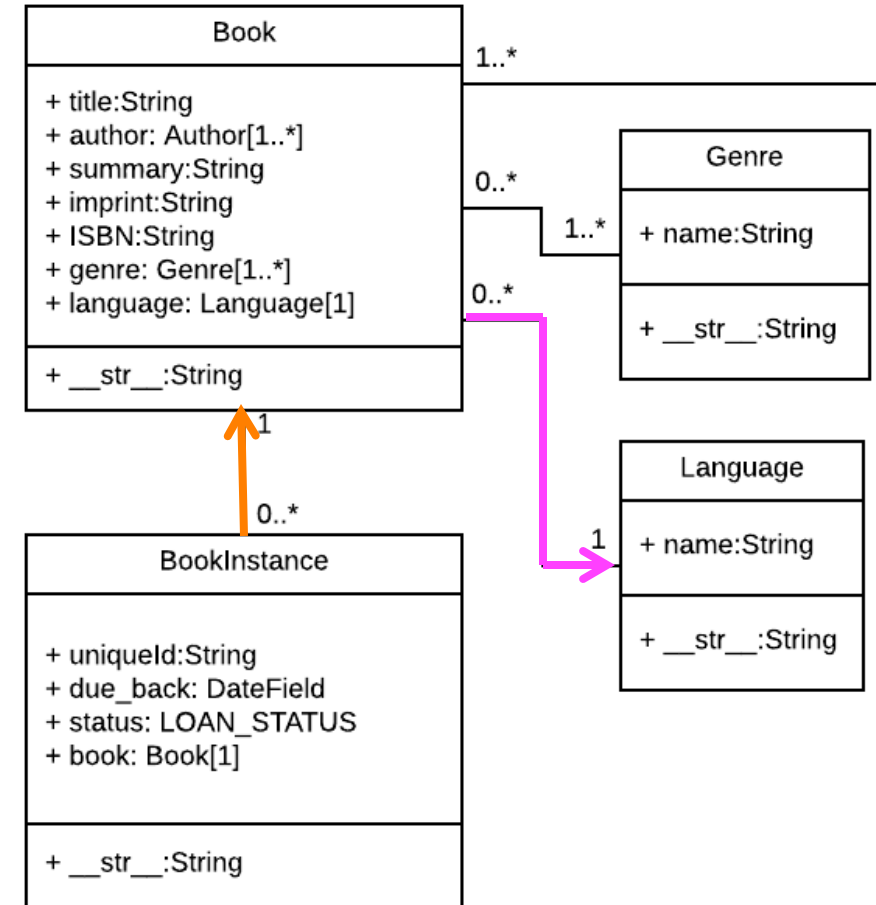 Book
+ title:String
+ author: Author[1..*]
+ summary:String
+ imprint:String
+ ISBN:String
+ genre: Genre[1..*]
+ language: Language[1]
+ __str__:String
1..*
0..*
1..*
0..*
Genre
+ name:String
+ __str__:String
1
0..*
1
Language
+ name:String
+ __str__:String
BookInstance
+ uniqueId:String
+ due_back: DateField
+ status: LOAN_STATUS
+ book: Book[1]
+ __str__:String